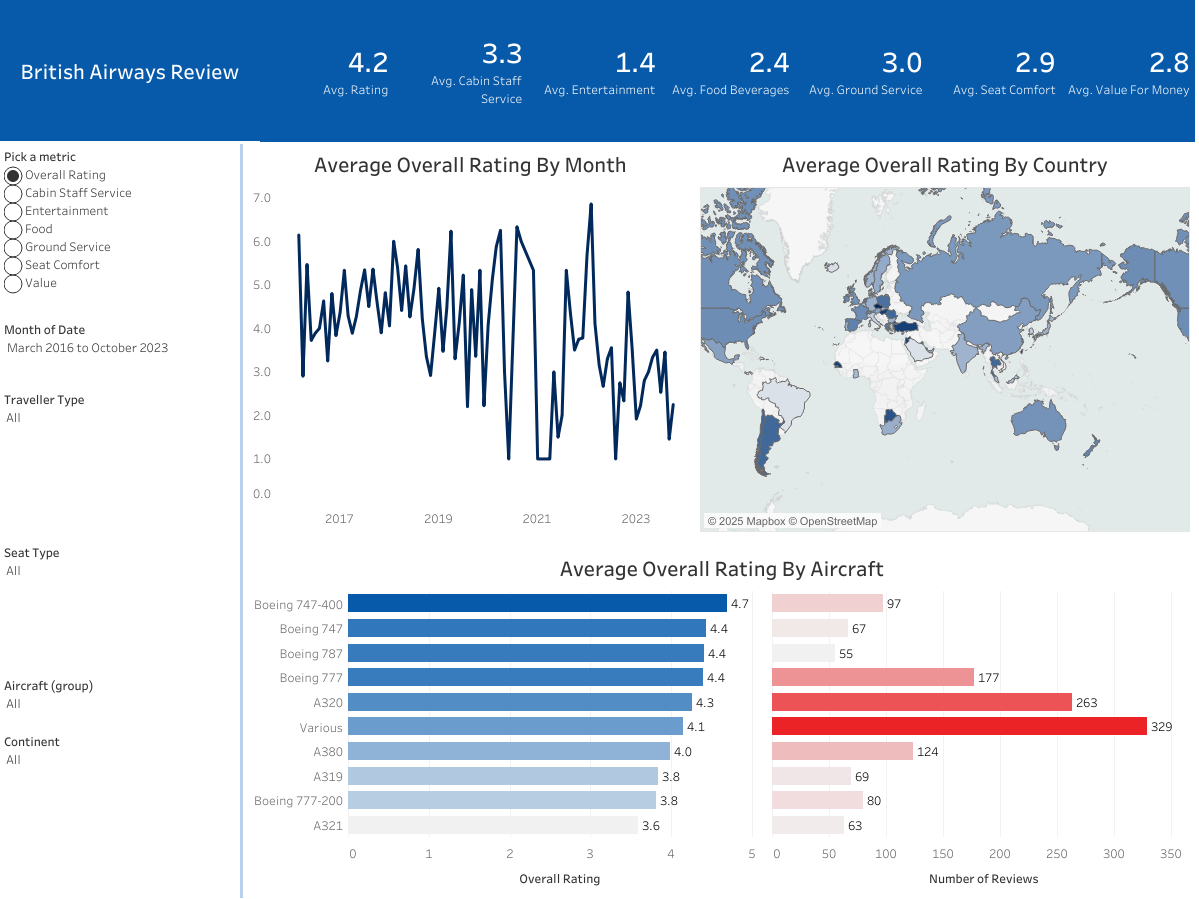 British Airways Review
4.2
Avg. Rating
3.3
Avg. Cabin Staff
Service
1.4
Avg. Entertainment
2.4
Avg. Food Beverages
3.0
Avg. Ground Service
2.9
Avg. Seat Comfort
2.8
Avg. Value For Money
Pick a metric
Overall Rating
Cabin Staff Service
Entertainment
Food
Ground Service
Seat Comfort
Value
Month of Date
March 2016 to October 2023
Traveller Type
All
Seat Type
All
Aircraft (group)
All
Continent
All
Average Overall Rating By Month
7.0
6.0
5.0
4.0
3.0
2.0
1.0
0.0
2017 2019 2021 2023
Average Overall Rating By Country
© 2025 Mapbox © OpenStreetMap
Average Overall Rating By Aircraft
Boeing 747-400 4.7 97
Boeing 747 4.4 67
Boeing 787 4.4 55
Boeing 777 4.4 177
A320 4.3 263
Various 4.1 329
A380 4.0 124
A319 3.8 69
Boeing 777-200 3.8 80
A321 3.6 63
0 1 2 3 4 5 0 50 100 150 200 250 300 350
Overall Rating Number of Reviews